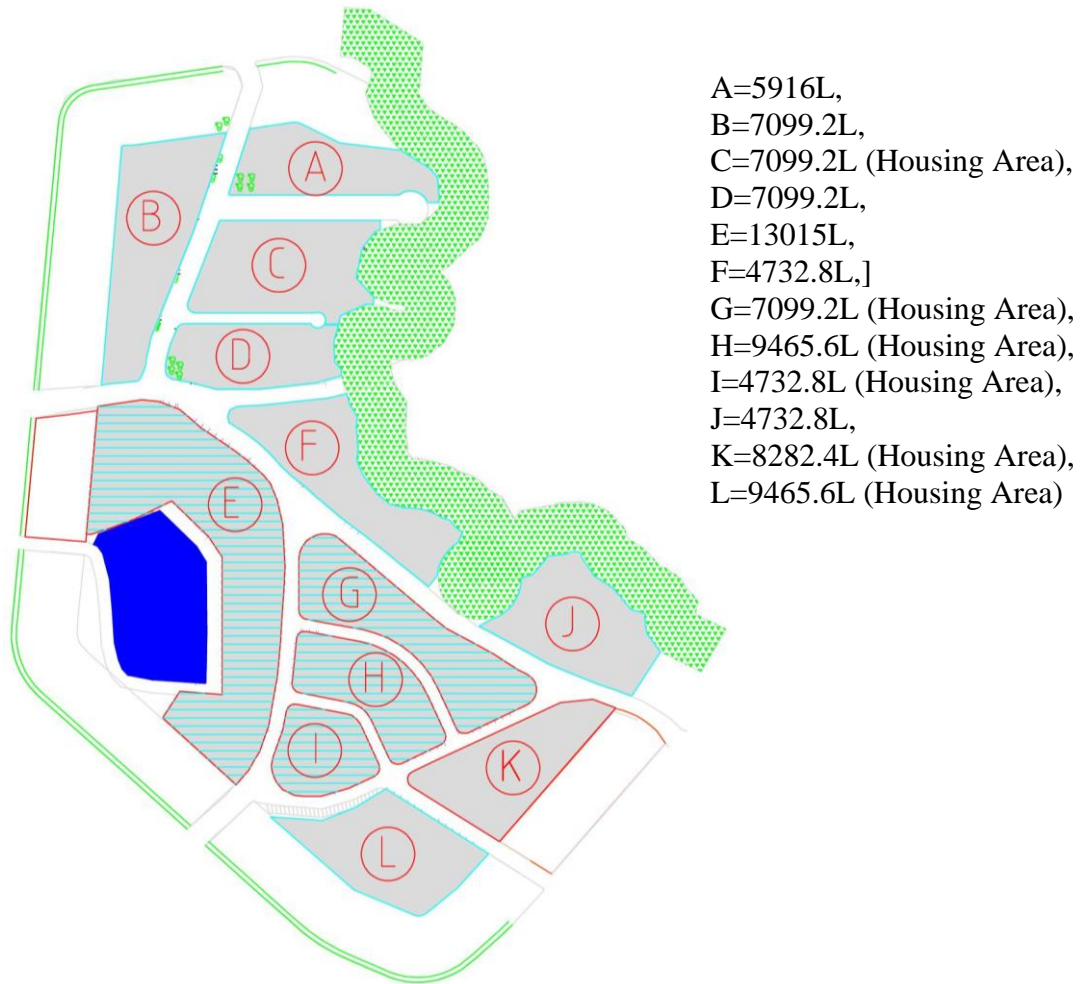 A=5916L,
B=7099.2L,
C=7099.2L (Housing Area),
D=7099.2L,
E=13015L,
F=4732.8L,]
G=7099.2L (Housing Area),
H=9465.6L (Housing Area),
I=4732.8L (Housing Area),
J=4732.8L,
K=8282.4L (Housing Area),
L=9465.6L (Housing Area)
A
B
C
D
F
E
G
J
H
I
K
L